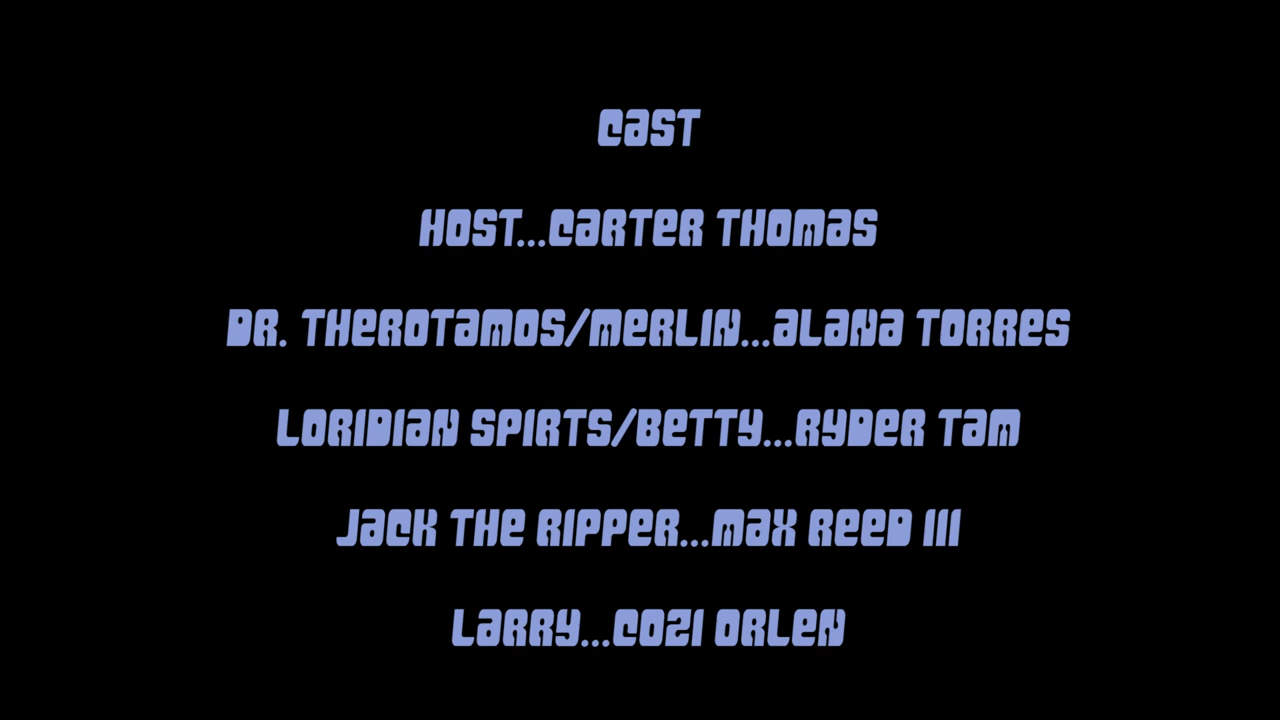 CAST
HOST...CARTER THOMAS
DR. THEROTAMOS/MERLIN...ALANA TORRES
LORIDIAN SPIRTS/BETTY...RYDER TAM
JACK THE RIPPER...MAX REED III
LARRY...COZI ORLEN